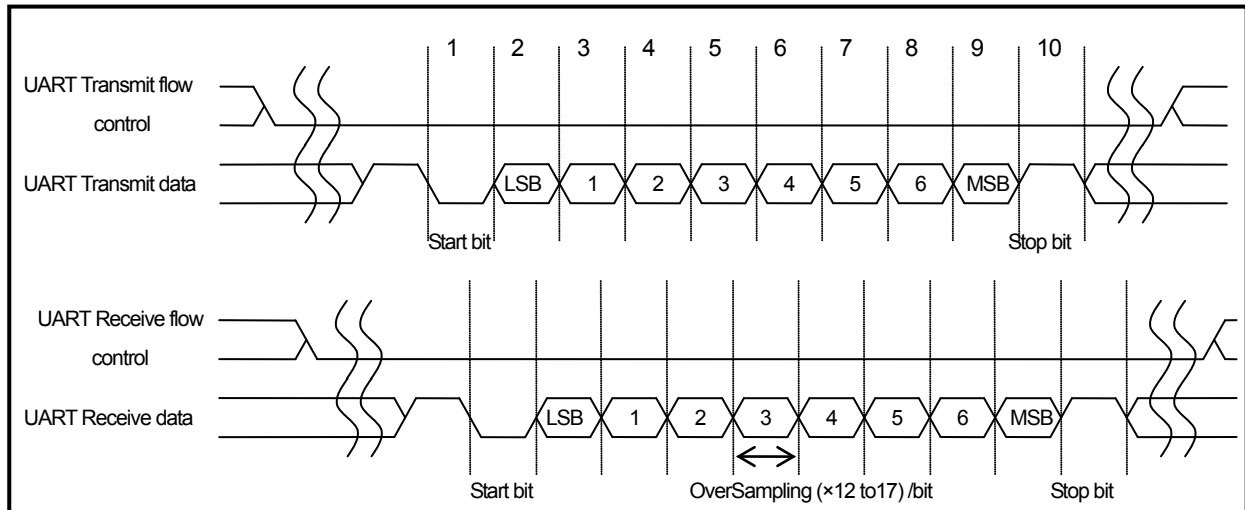 1 2 3 4 5 6 7 8 9 10
UART Transmit flow
control
UART Transmit data
LSB 1 2 3 4 5 6 MSB
Start bit Stop bit
UART Receive flow
control
UART Receive data
LSB 1 2 3 4 5 6 MSB
Start bit OverSampling (×12 to17) /bit Stop bit